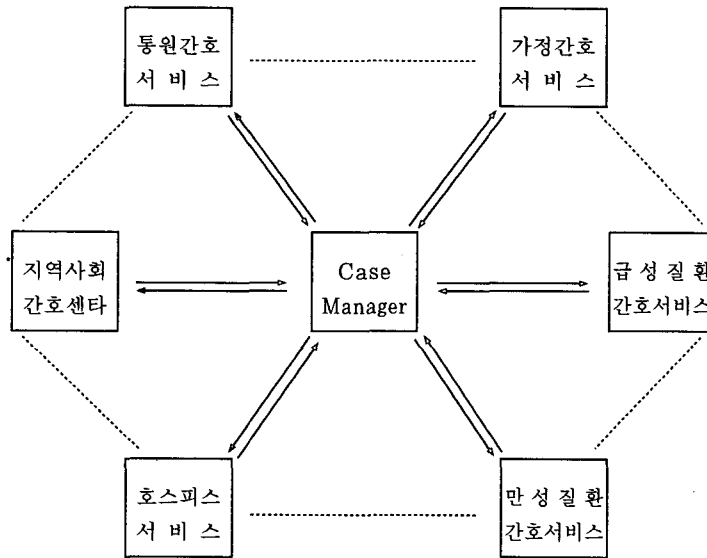 통원간호
서 비 스
가정간호
서 비 스
지역사회
간호센타
Case
Manager
급성질환
간호서비스
호스피스
서 비 스
만성질환
간호서비스